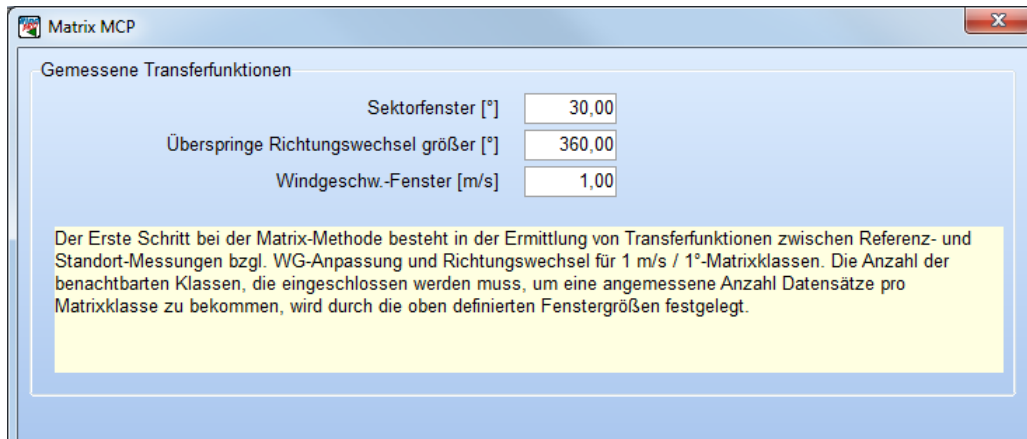 Matrix MCP
Gemessene Transferfunktionen
Sektorfenster [°] 30,00
Überspringe Richtungswechsel größer [°] 360,00
Windgeschw.-Fenster [m/s] 1,00
Der Erste Schritt bei der Matrix-Methode besteht in der Ermittlung von Transferfunktionen zwischen Referenz- und
Standort-Messungen bzgl. WG-Anpassung und Richtungswechsel für 1 m/s / 1°-Matrixklassen. Die Anzahl der
benachtbarten Klassen, die eingeschlossen werden muss, um eine angemessene Anzahl Datensätze pro
Matrixklasse zu bekommen, wird durch die oben definierten Fenstergrößen festgelegt.